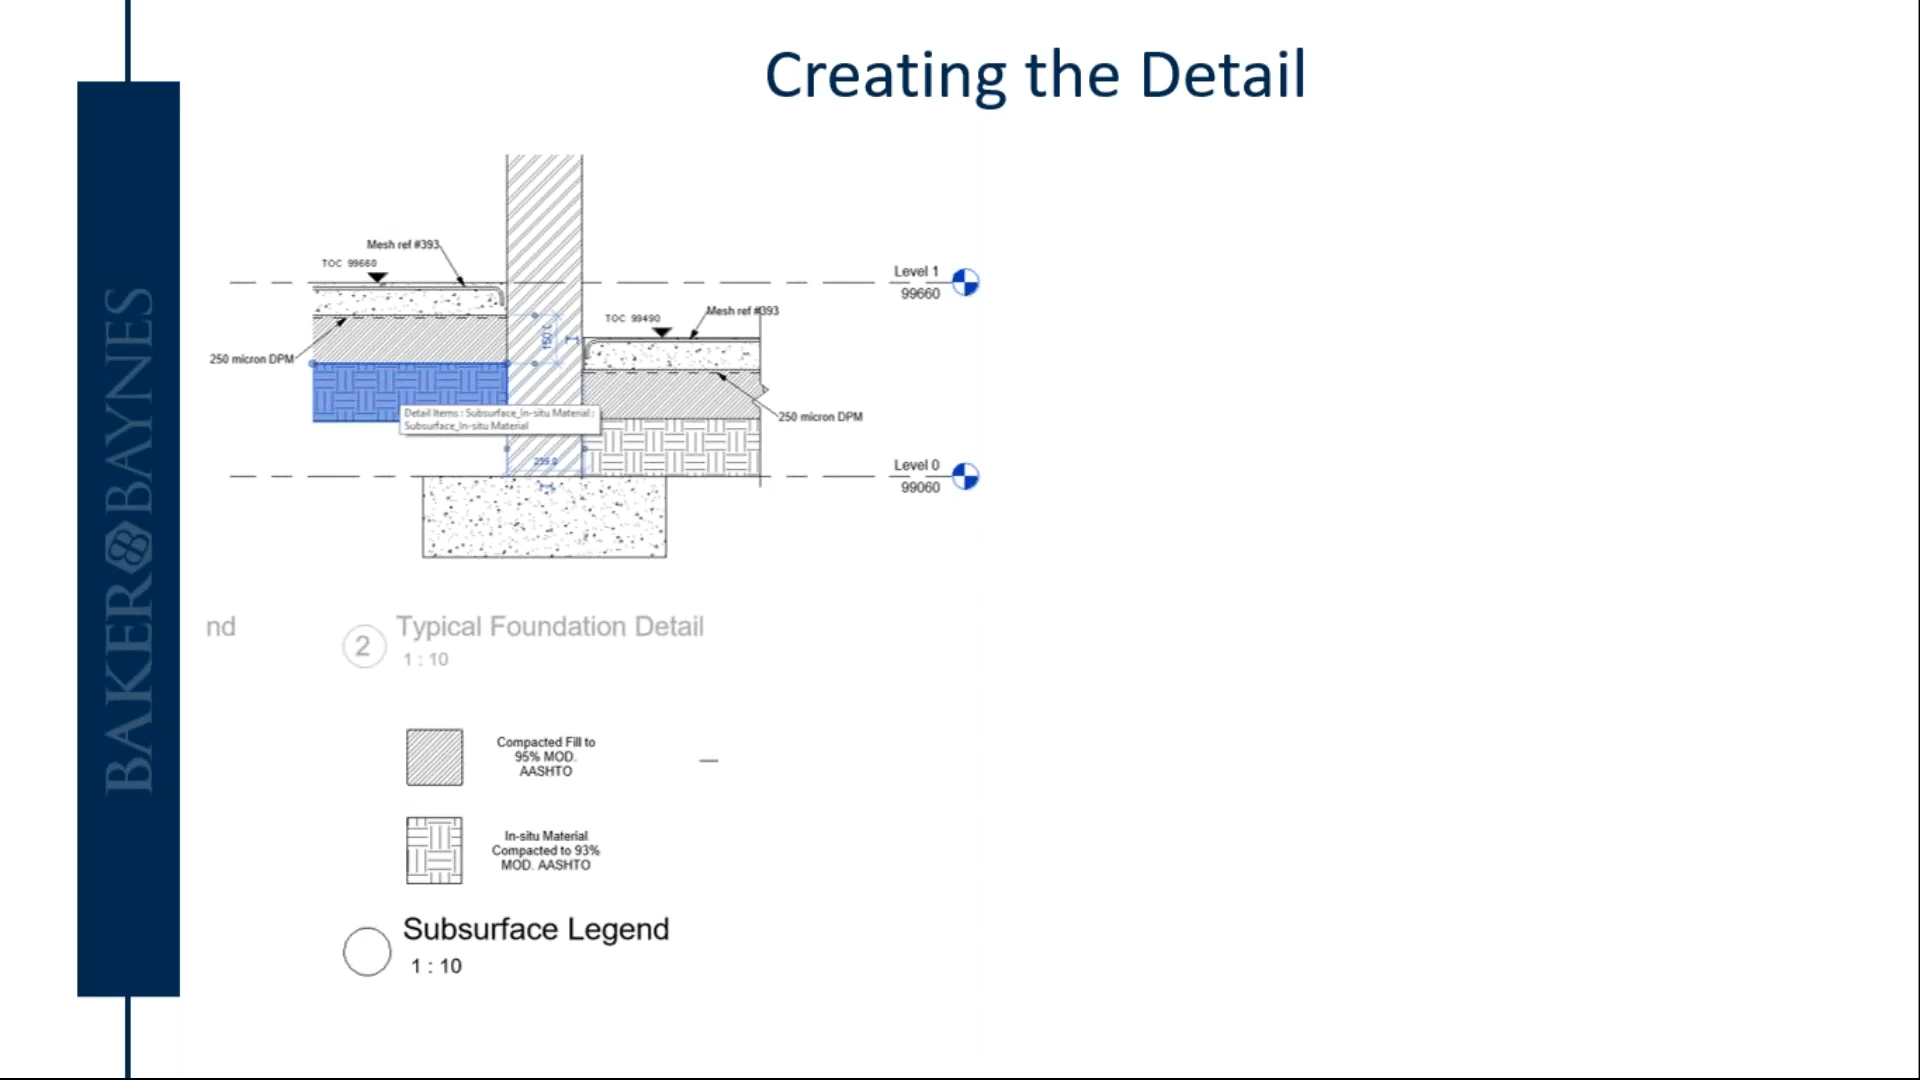 Creating the Detail
BAKER BAYNES
Mesh ref #393
TOC 99660
Level 1
99660
Mesh ref #393
TOC 99490
150.0
250 micron DPM
Detail Items : Subsurface_In-situ Material :
Subsurface_In-situ Material
250 micron DPM
Level 0
99060
nd
2
Typical Foundation Detail
1 : 10
Compacted Fill to
95% MOD.
AASHTO
In-situ Material
Compacted to 93%
MOD. AASHTO
Subsurface Legend
1 : 10